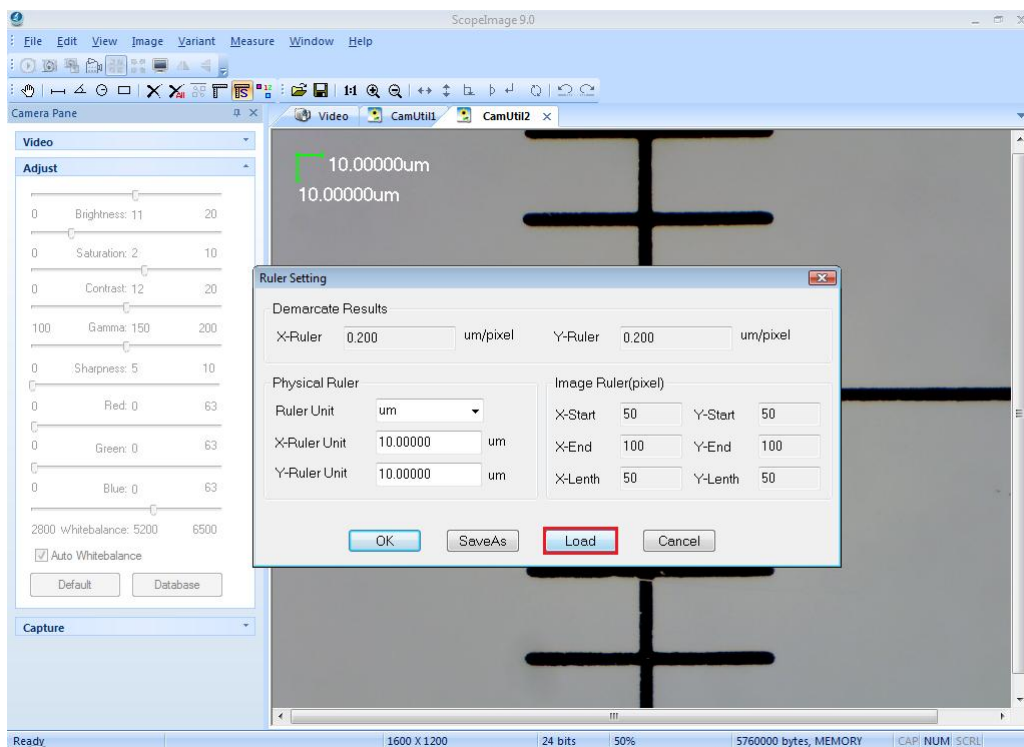 ScopeImage 9.0
File Edit View Image Variant Measure Window Help
1:1
Camera Pane
Video CamUtil1 CamUtil2
Video
Adjust
0 Brightness: 11 20
0 Saturation: 2 10
0 Contrast: 12 20
100 Gamma: 150 200
0 Sharpness: 5 10
0 Red: 0 63
0 Green: 0 63
0 Blue: 0 63
2800 Whitebalance: 5200 6500
Auto Whitebalance
Default Database
Capture
10.00000um
10.00000um
Ruler Setting
Demarcate Results
X-Ruler 0.200 um/pixel Y-Ruler 0.200 um/pixel
Physical Ruler Image Ruler(pixel)
Ruler Unit um X-Start 50 Y-Start 50
X-Ruler Unit 10.00000 um X-End 100 Y-End 100
Y-Ruler Unit 10.00000 um X-Lenth 50 Y-Lenth 50
OK SaveAs Load Cancel
Ready 1600 X 1200 24 bits 50% 5760000 bytes, MEMORY CAP NUM SCRL